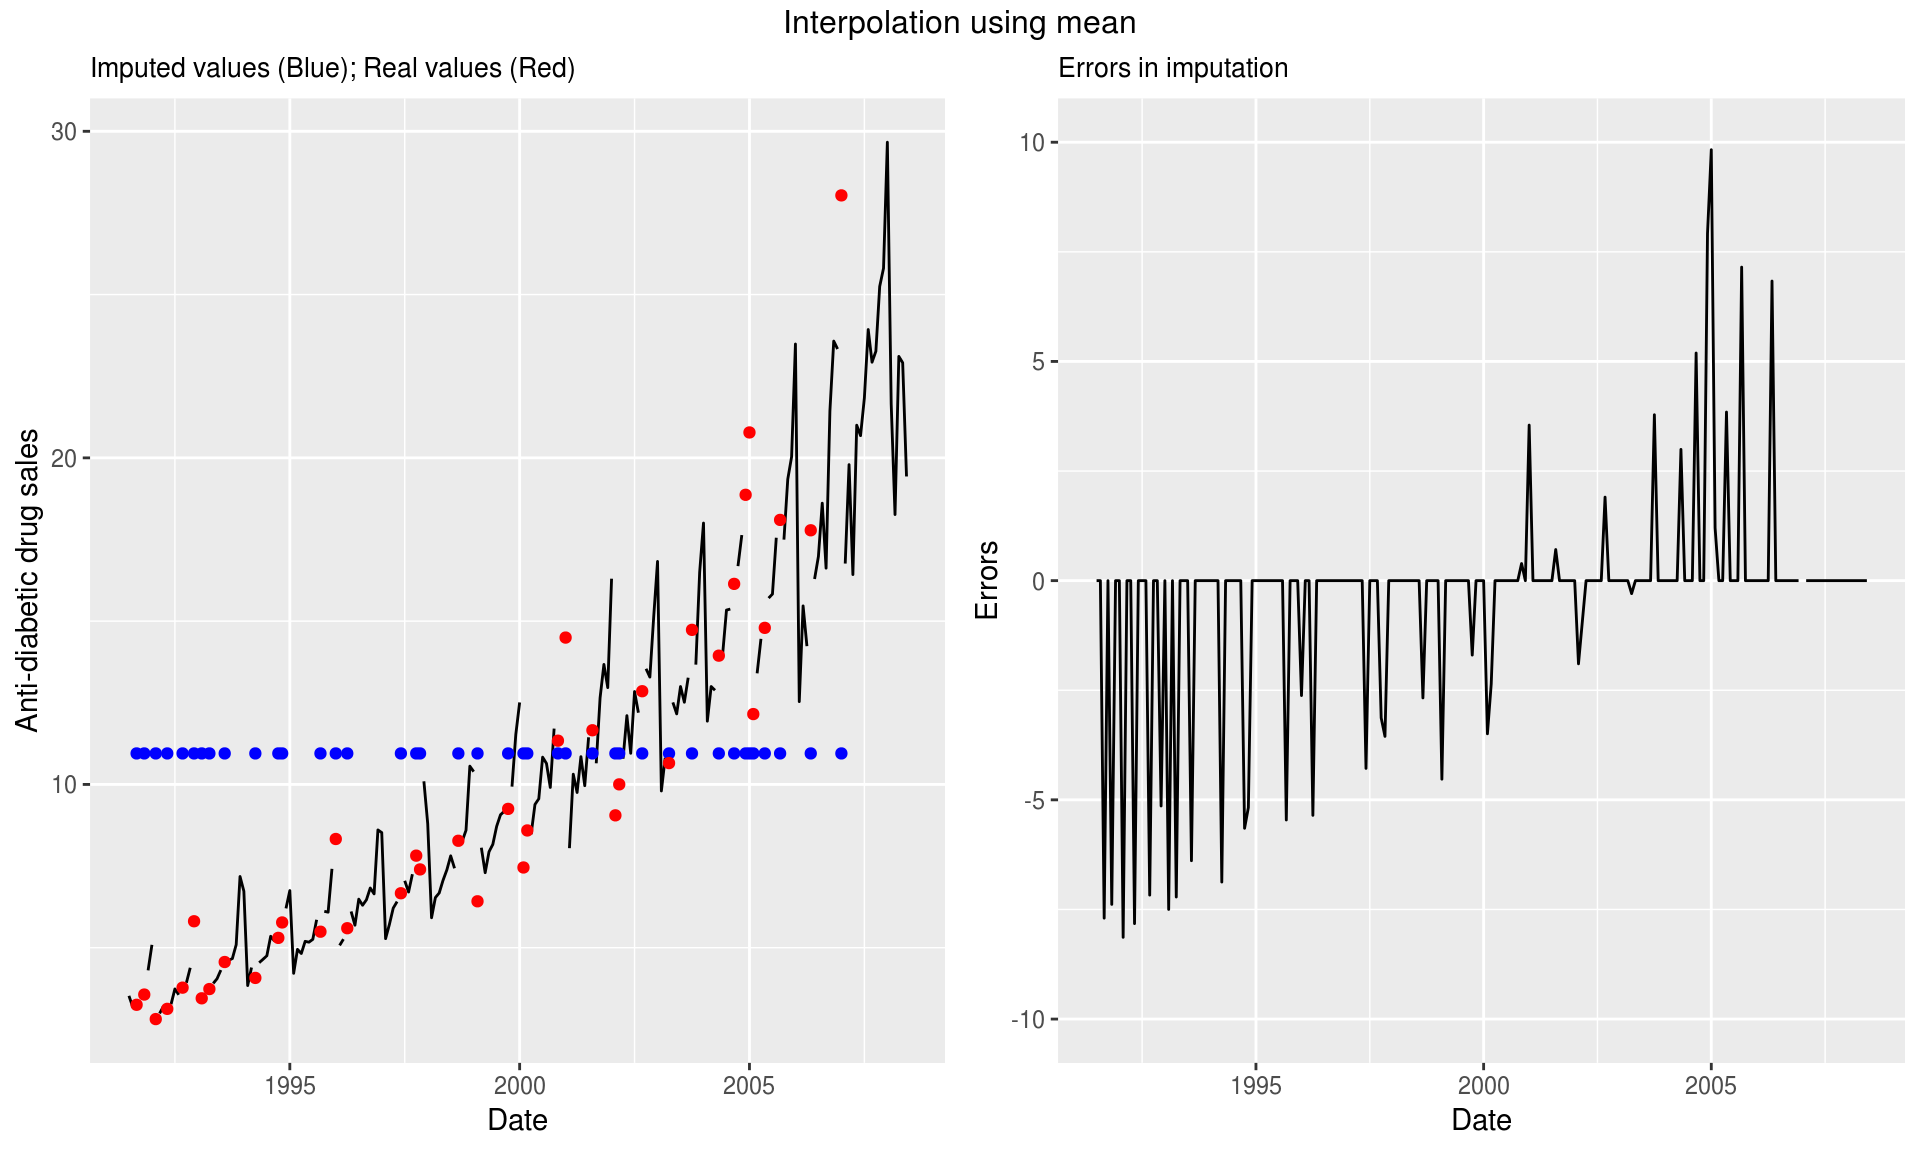 Interpolation using mean
Imputed values (Blue); Real values (Red)
Anti-diabetic drug sales
30
20
10
1995
2000
2005
Date
Errors in imputation
Errors
10
5
0
-5
-10
1995
2000
2005
Date